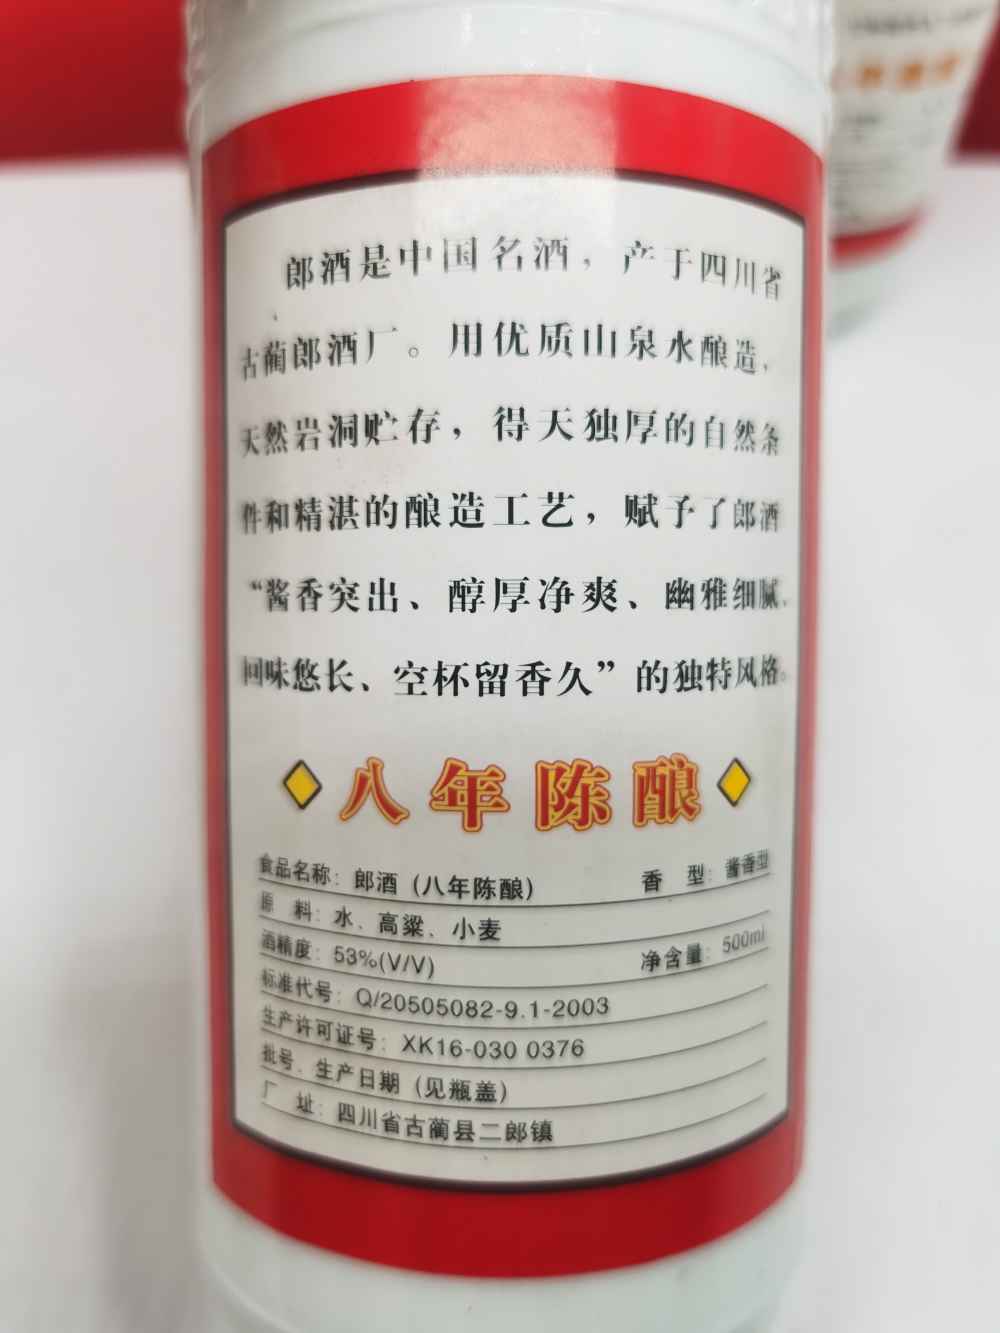 郎酒是中国名酒，产于四川省
古蔺郎酒厂。用优质山泉水酿造，
天然岩洞贮存，得天独厚的自然条
件和精湛的酿造工艺，赋予了郎酒
“酱香突出、醇厚净爽、幽雅细腻、
回味悠长、空杯留香久”的独特风格。
八年陈酿
食品名称：郎酒（八年陈酿） 香 型：酱香型
原 料：水、高粱、小麦
酒精度：53%(V/V) 净含量：500ml
标准代号：Q/20505082-9.1-2003
生产许可证号：XK16-030 0376
批号、生产日期（见瓶盖）
厂 址：四川省古蔺县二郎镇